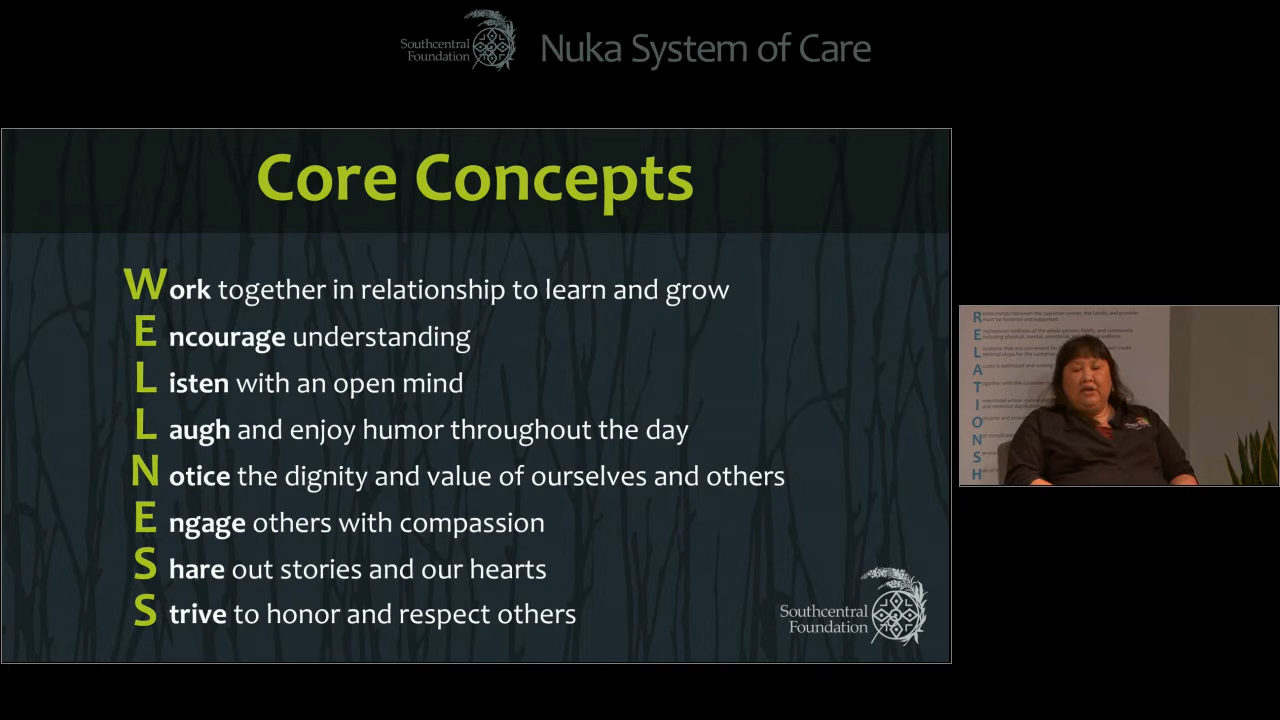 Southcentral
Foundation
Nuka System of Care
Core Concepts
Work together in relationship to learn and grow
Encourage understanding
Listen with an open mind
Laugh and enjoy humor throughout the day
Notice the dignity and value of ourselves and others
Engage others with compassion
Share out stories and our hearts
Strive to honor and respect others
Southcentral
Foundation
R
E
L
A
T
I
O
N
S
H